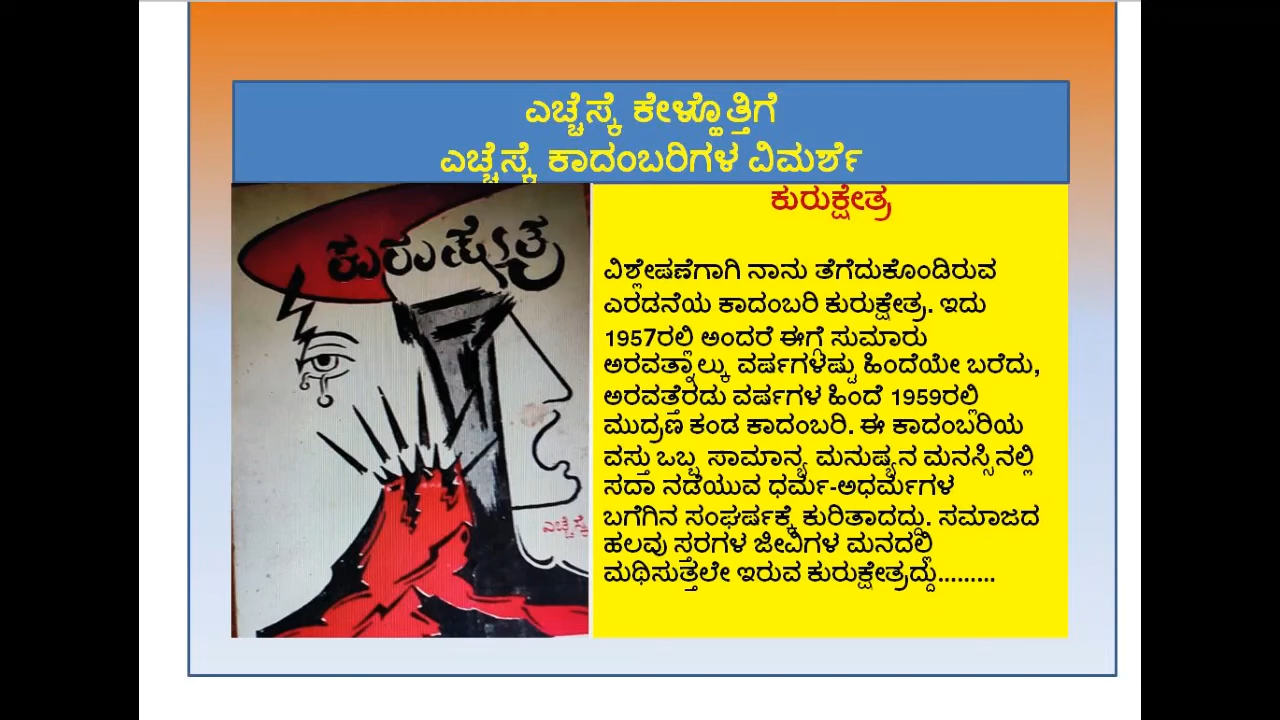 ಎಚ್ಚೆಸ್ಕೆ ಕೇಳ್ಹೊತ್ತಿಗೆ
ಎಚ್ಚೆಸ್ಕೆ ಕಾದಂಬರಿಗಳ ವಿಮರ್ಶೆ
ಕುರುಕ್ಷೇತ್ರ
ಎಚ್ಚೆಸ್ಕೆ
ಕುರುಕ್ಷೇತ್ರ
ವಿಶ್ಲೇಷಣೆಗಾಗಿ ನಾನು ತೆಗೆದುಕೊಂಡಿರುವ
ಎರಡನೆಯ ಕಾದಂಬರಿ ಕುರುಕ್ಷೇತ್ರ. ಇದು
1957ರಲ್ಲಿ ಅಂದರೆ ಈಗ್ಗೆ ಸುಮಾರು
ಅರವತ್ನಾಲ್ಕು ವರ್ಷಗಳಷ್ಟು ಹಿಂದೆಯೇ ಬರೆದು,
ಅರವತ್ತೆರಡು ವರ್ಷಗಳ ಹಿಂದೆ 1959ರಲ್ಲಿ
ಮುದ್ರಣ ಕಂಡ ಕಾದಂಬರಿ. ಈ ಕಾದಂಬರಿಯ
ವಸ್ತು ಒಬ್ಬ ಸಾಮಾನ್ಯ ಮನುಷ್ಯನ ಮನಸ್ಸಿನಲ್ಲಿ
ಸದಾ ನಡೆಯುವ ಧರ್ಮ-ಅಧರ್ಮಗಳ
ಬಗೆಗಿನ ಸಂಘರ್ಷಕ್ಕೆ ಕುರಿತಾದದ್ದು. ಸಮಾಜದ
ಹಲವು ಸ್ತರಗಳ ಜೀವಿಗಳ ಮನದಲ್ಲಿ
ಮಥಿಸುತ್ತಲೇ ಇರುವ ಕುರುಕ್ಷೇತ್ರದ್ದು.........